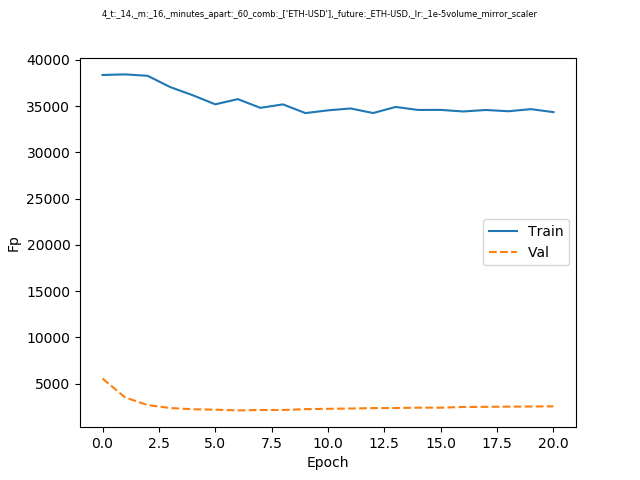 4_t:_14,_m:_16,_minutes_apart:_60_comb:_['ETH-USD'],_future:_ETH-USD,_lr:_1e-5volume_mirror_scaler
40000
35000
30000
25000
20000
15000
10000
5000
Fp
Train
Val
0.0 2.5 5.0 7.5 10.0 12.5 15.0 17.5 20.0
Epoch